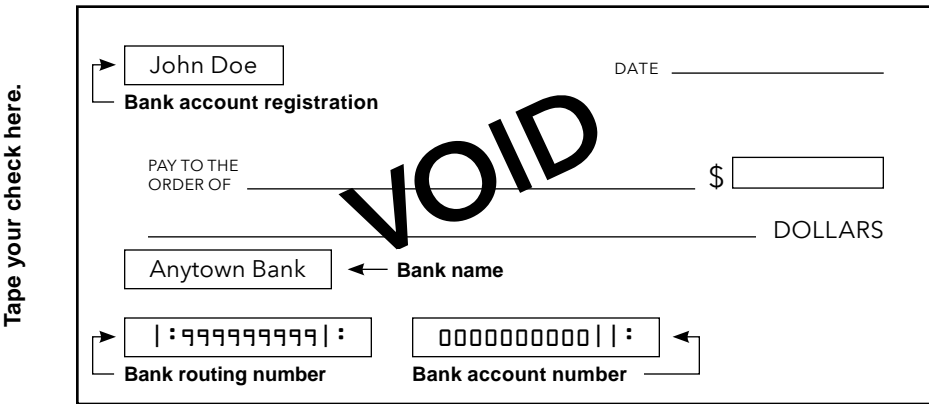 Tape your check here.
John Doe
DATE
Bank account registration
VOID
PAY TO THE
ORDER OF
$
DOLLARS
Anytown Bank
Bank name
|:999999999|:
0000000000||:
Bank routing number
Bank account number